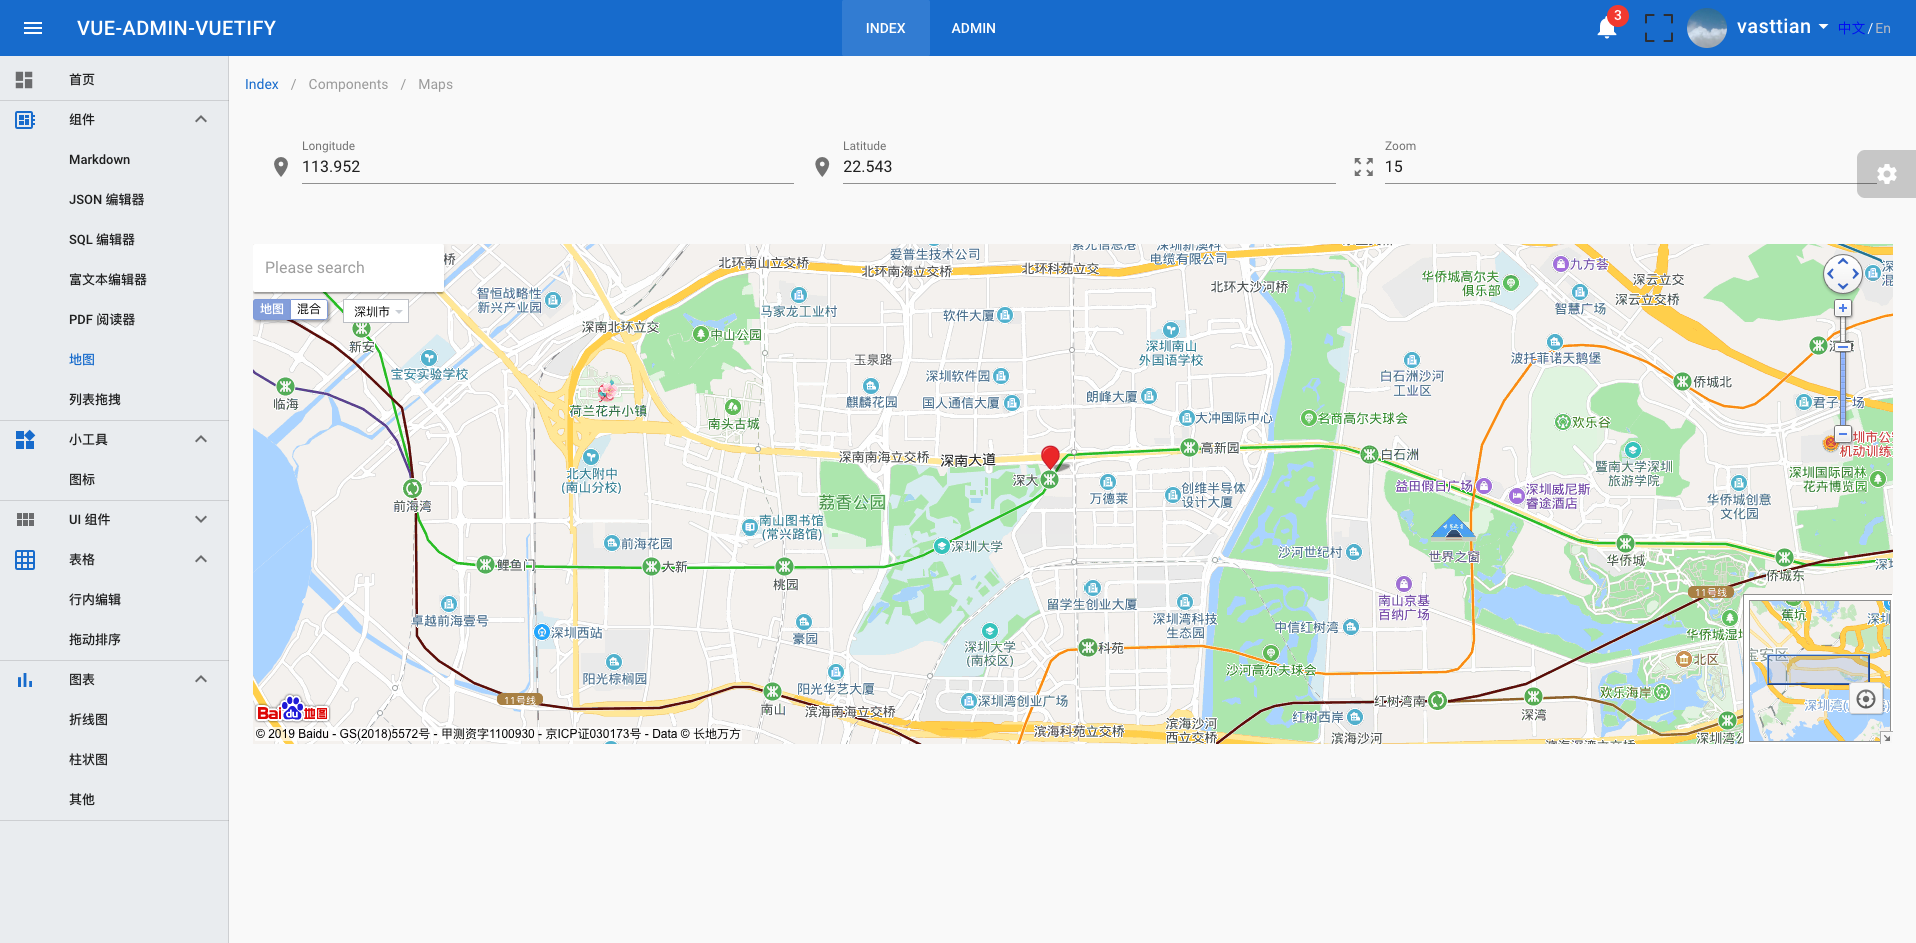 VUE-ADMIN-VUETIFY
INDEX
ADMIN
3
vasttian
中文/En
首页
组件
Markdown
JSON 编辑器
SQL 编辑器
富文本编辑器
PDF 阅读器
地图
列表拖拽
小工具
图标
UI 组件
表格
行内编辑
拖动排序
图表
折线图
柱状图
其他
Index / Components / Maps
Longitude
113.952
Latitude
22.543
Zoom
15
Please search
地图
混合
深圳市
桥
北环南山立交桥
爱普生技术公司
北环南海立交桥
北环科苑立交
深圳新澳科
电缆有限公司
北环大沙河桥
华侨城高尔夫
俱乐部
九方荟
深云立交
深云立交桥
智慧广场
智恒战略性
新兴产业园
马家龙工业村
软件大厦
深南北环立交
中山公园
新安
宝安实验学校
玉泉路
深圳南山
外国语学校
波托菲诺天鹅堡
白石洲沙河
工业区
侨城北
临海
荷兰花卉小镇
麒麟花园
深圳软件园
国人通信大厦
朗峰大厦
大冲国际中心
名商高尔夫球会
欢乐谷
南头古城
深南南海立交桥
深南大道
高新园
白石洲
机动训练
北大附中
(南山分校)
深大
万德莱
创维半导体
设计大厦
益田假日广场
深圳威尼斯
睿途酒店
暨南大学深圳
旅游学院
华侨城创意
文化园
深圳国际园林
花卉博览园
前海湾
荔香公园
南山图书馆
(常兴路馆)
前海花园
深圳大学
沙河世纪村
世界之窗
华侨城
侨城东
鲤鱼门
大新
桃园
11号线
卓越前海壹号
深圳西站
豪园
留学生创业大厦
深圳湾科技
生态园
南山京基
百纳广场
中信红树湾
深圳大学
(南校区)
科苑
沙河高尔夫球会
北区
阳光棕榈园
阳光华艺大厦
深圳湾创业广场
红树湾南
欢乐海岸
11号线
南山
滨海南海立交桥
滨海科苑立交桥
滨海沙河
西立交桥
红树西岸
滨海沙河
深湾
蕉坑
宝安区
Bai du 地图
© 2019 Baidu - GS(2018)5572号 - 甲测资字1100930 - 京ICP证030173号 - Data © 长地万方